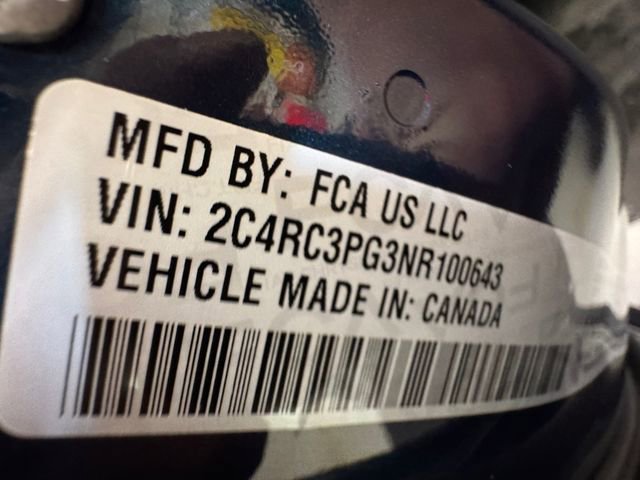 MFD BY: FCA US LLC
VIN: 2C4RC3PG3NR100643
VEHICLE MADE IN: CANADA